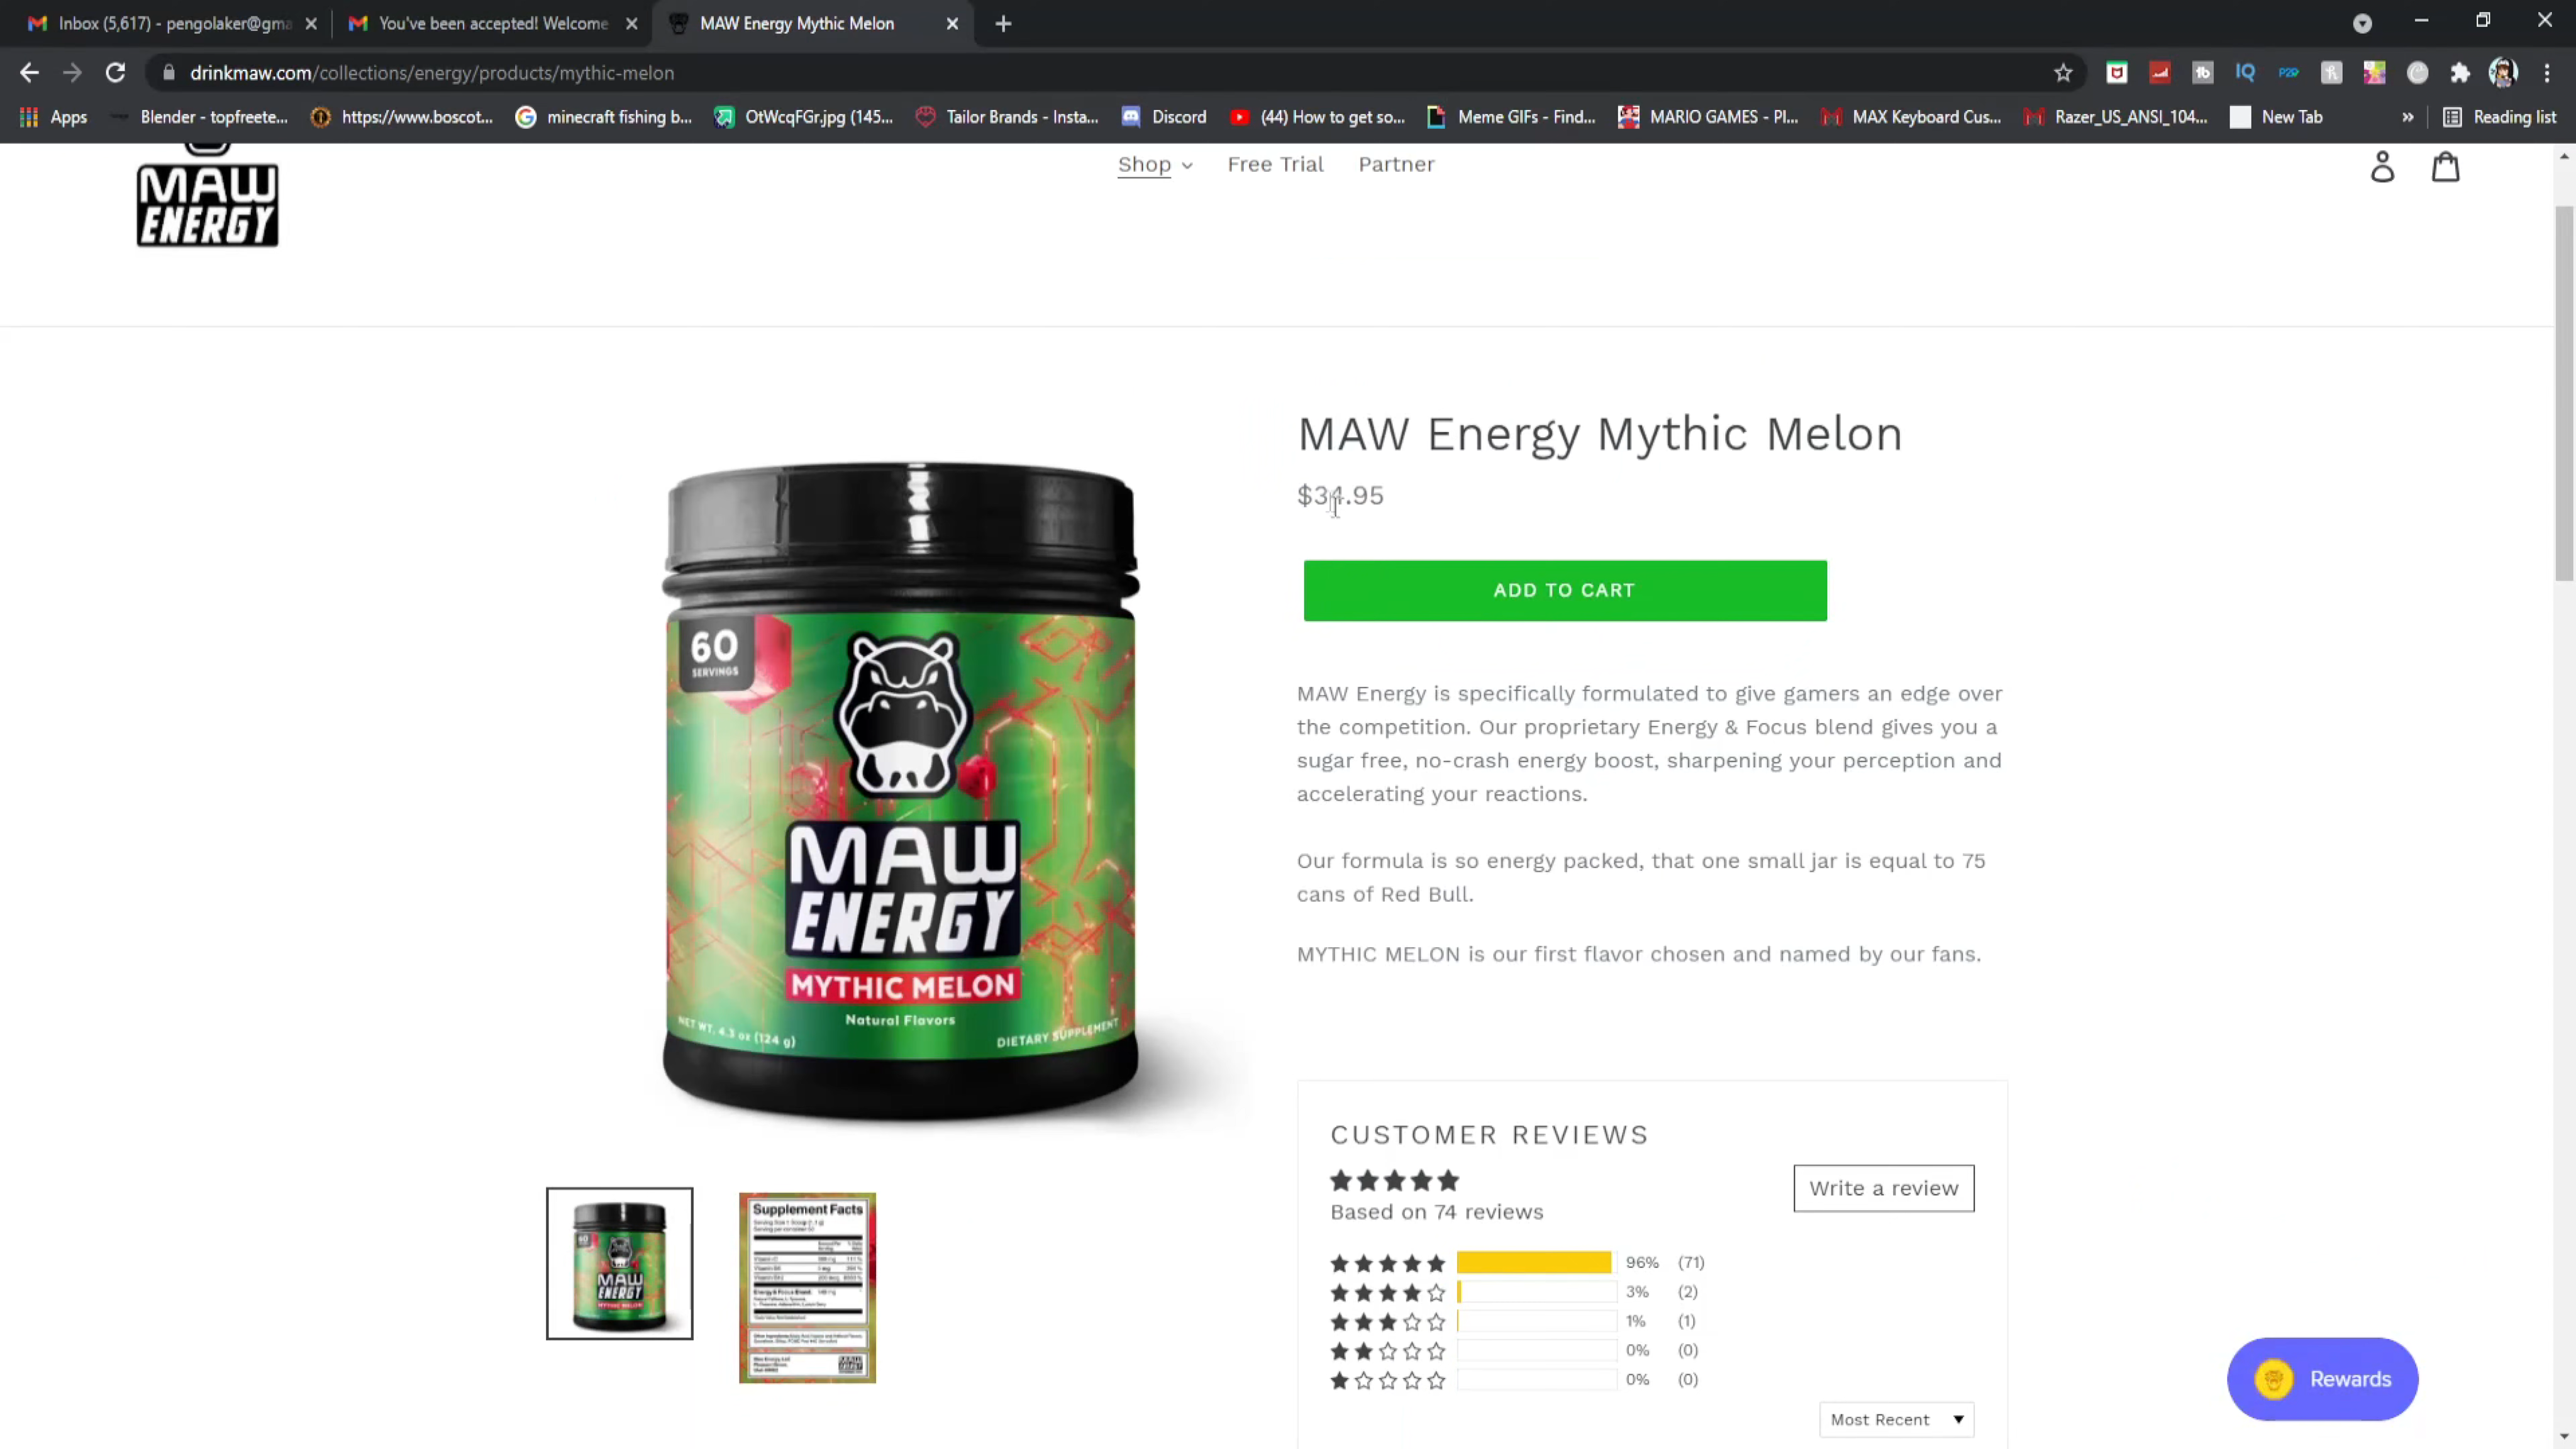 Inbox (5,617) - pengolaker@gma
You've been accepted! Welcome
MAW Energy Mythic Melon
drinkmaw.com/collections/energy/products/mythic-melon
Apps
Blender - topfreete...
https://www.boscot...
minecraft fishing b...
OtWcqFGr.jpg (145...
Tailor Brands - Insta...
Discord
(44) How to get so...
Meme GIFs - Find...
MARIO GAMES - Pl...
MAX Keyboard Cus...
Razer_US_ANSI_104...
New Tab
»
Reading list
MAW
ENERGY
Shop
Free Trial
Partner
MAW Energy Mythic Melon
$34.95
ADD TO CART
MAW Energy is specifically formulated to give gamers an edge over
the competition. Our proprietary Energy & Focus blend gives you a
sugar free, no-crash energy boost, sharpening your perception and
accelerating your reactions.
Our formula is so energy packed, that one small jar is equal to 75
cans of Red Bull.
MYTHIC MELON is our first flavor chosen and named by our fans.
60
SERVINGS
MAW
ENERGY
MYTHIC MELON
Natural Flavors
NET WT. 4.3 oz (124 g)
DIETARY SUPPLEMENT
Supplement Facts
CUSTOMER REVIEWS
Based on 74 reviews
Write a review
96% (71)
3% (2)
1% (1)
0% (0)
0% (0)
Most Recent
Rewards